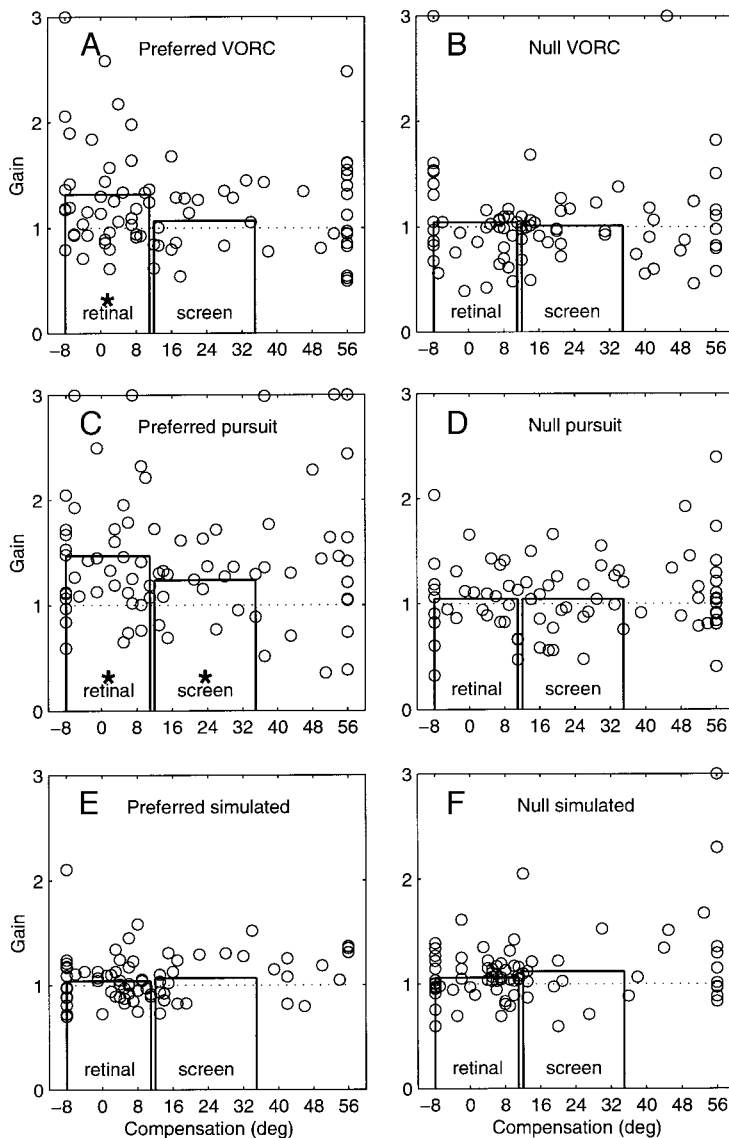 A Preferred VORC
B Null VORC
3
2
1
0
Gain
* 
retinal screen
−8 0 8 16 24 32 40 48 56
3
2
1
0
retinal screen
−8 0 8 16 24 32 40 48 56
C Preferred pursuit
D Null pursuit
3
2
1
0
Gain
* *
retinal screen
−8 0 8 16 24 32 40 48 56
3
2
1
0
retinal screen
−8 0 8 16 24 32 40 48 56
E Preferred simulated
F Null simulated
3
2
1
0
Gain
retinal screen
−8 0 8 16 24 32 40 48 56
Compensation (deg)
3
2
1
0
retinal screen
−8 0 8 16 24 32 40 48 56
Compensation (deg)